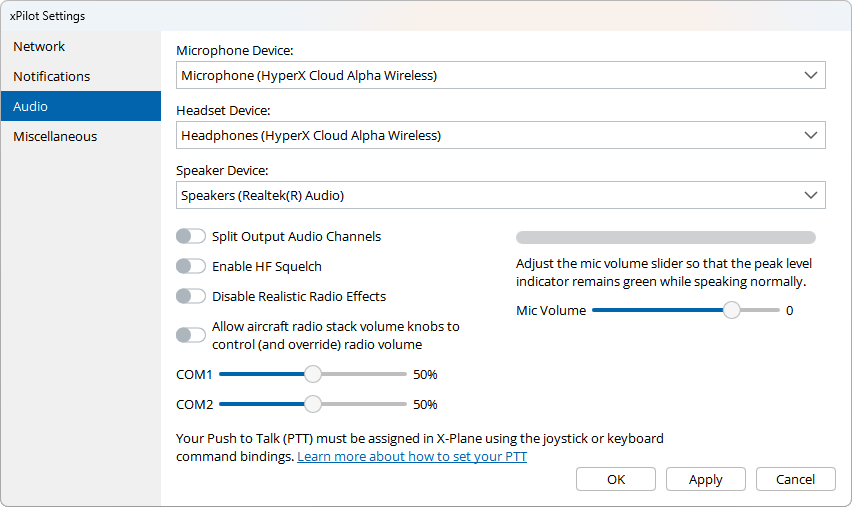 xPilot Settings
Network
Notifications
Audio
Miscellaneous
Microphone Device:
Microphone (HyperX Cloud Alpha Wireless)
Headset Device:
Headphones (HyperX Cloud Alpha Wireless)
Speaker Device:
Speakers (Realtek(R) Audio)
Split Output Audio Channels
Enable HF Squelch
Disable Realistic Radio Effects
Allow aircraft radio stack volume knobs to
control (and override) radio volume
COM1 50%
COM2 50%
Adjust the mic volume slider so that the peak level
indicator remains green while speaking normally.
Mic Volume 0
Your Push to Talk (PTT) must be assigned in X-Plane using the joystick or keyboard
command bindings. Learn more about how to set your PTT
OK Apply Cancel